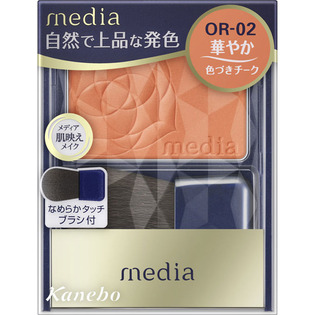 media
自然で上品な発色
OR-02
華やか
色づきチーク
メディア
肌映え
メイク
media
なめらかタッチ
ブラシ付
media
Kanebo